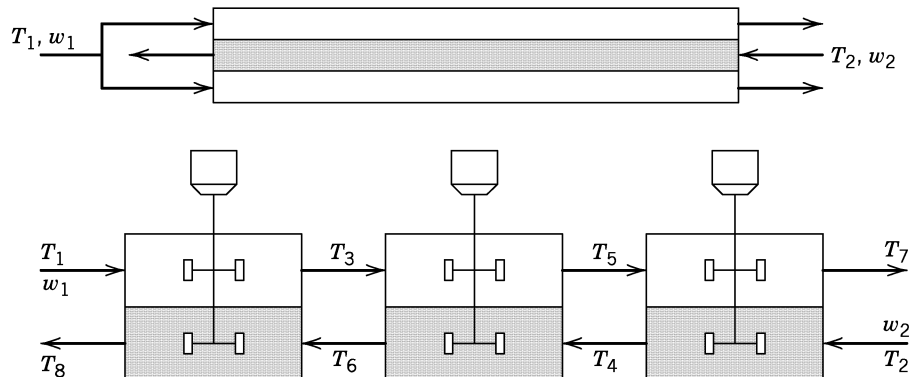 T₁, w₁
T₂, w₂
T₁
w₁
T₃
T₅
T₇
T₈
T₆
T₄
w₂
T₂